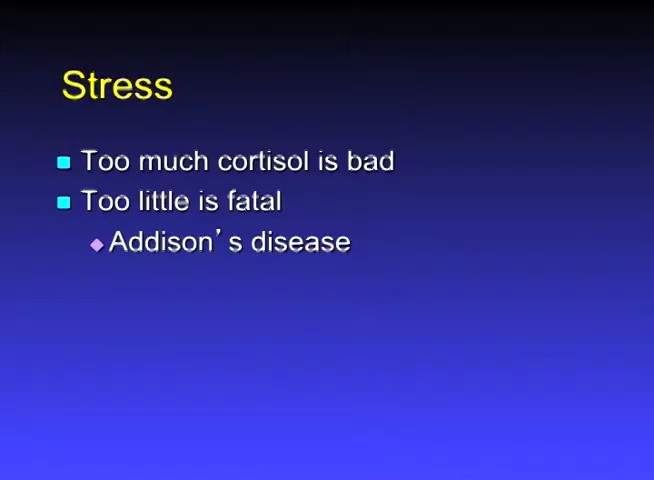 Stress
Too much cortisol is bad
Too little is fatal
Addison’s disease